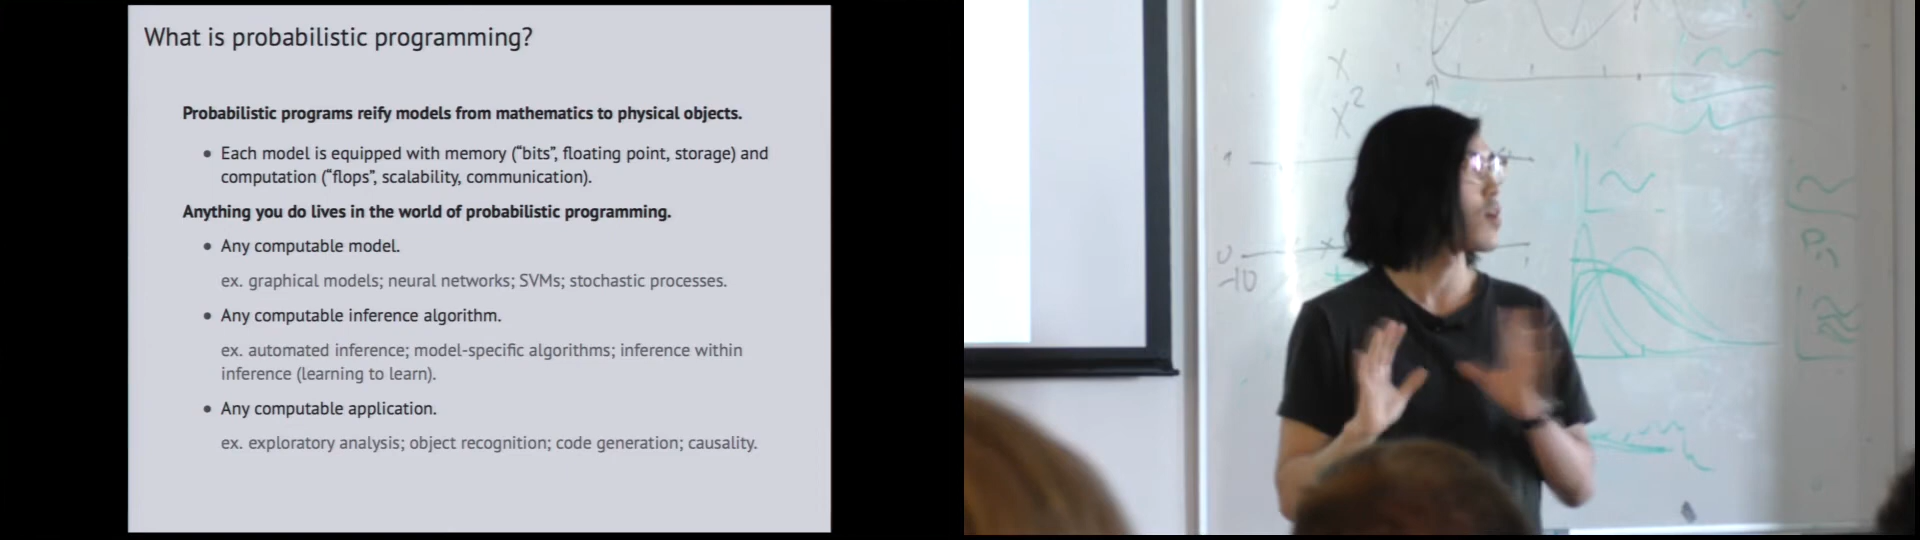 What is probabilistic programming?
Probabilistic programs reify models from mathematics to physical objects.
• Each model is equipped with memory (“bits”, floating point, storage) and
computation (“flops”, scalability, communication).
Anything you do lives in the world of probabilistic programming.
• Any computable model.
ex. graphical models; neural networks; SVMs; stochastic processes.
• Any computable inference algorithm.
ex. automated inference; model-specific algorithms; inference within
inference (learning to learn).
• Any computable application.
ex. exploratory analysis; object recognition; code generation; causality.
X
X²
0
-10